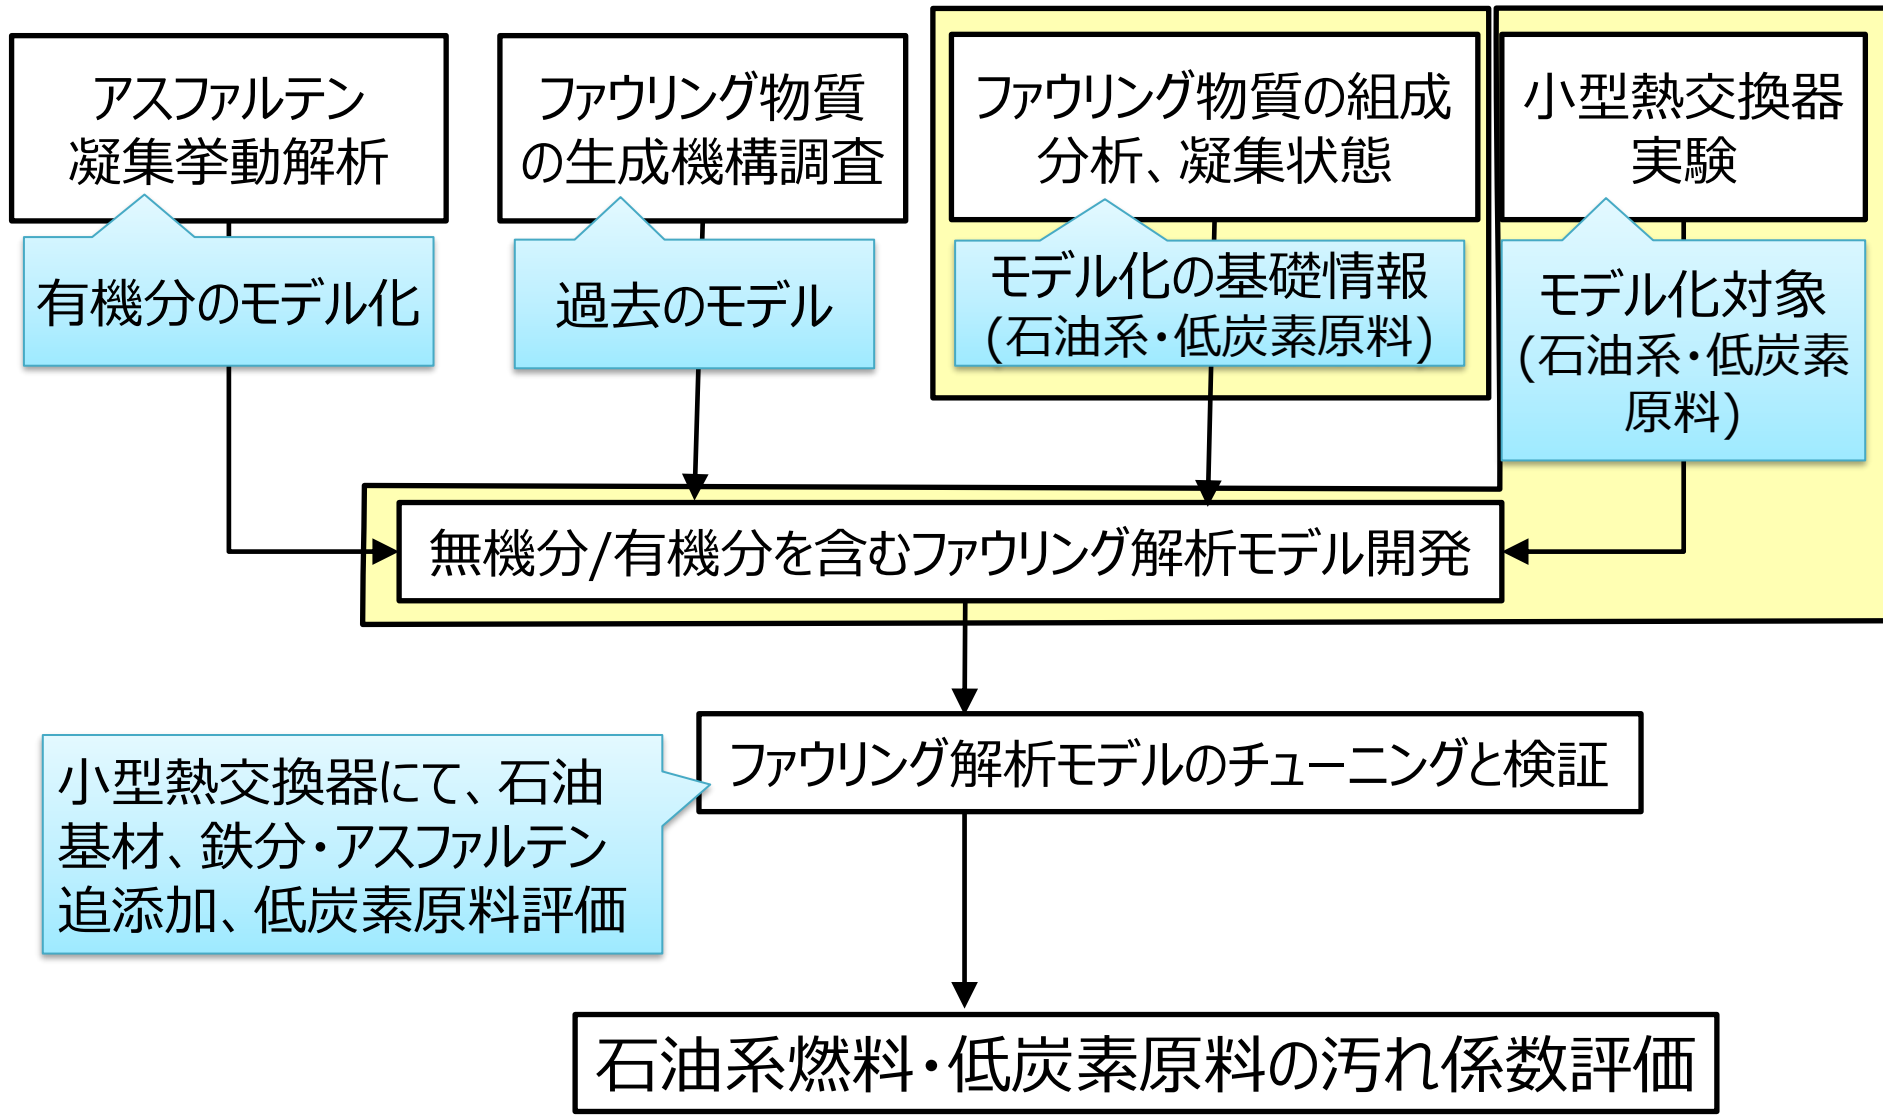 アスファルテン
凝集挙動解析
ファウリング物質
の生成機構調査
ファウリング物質の組成
分析、凝集状態
小型熱交換器
実験
有機分のモデル化
過去のモデル
モデル化の基礎情報
(石油系・低炭素原料)
モデル化対象
(石油系・低炭素
原料)
無機分/有機分を含むファウリング解析モデル開発
ファウリング解析モデルのチューニングと検証
小型熱交換器にて、石油
基材、鉄分・アスファルテン
追添加、低炭素原料評価
石油系燃料・低炭素原料の汚れ係数評価